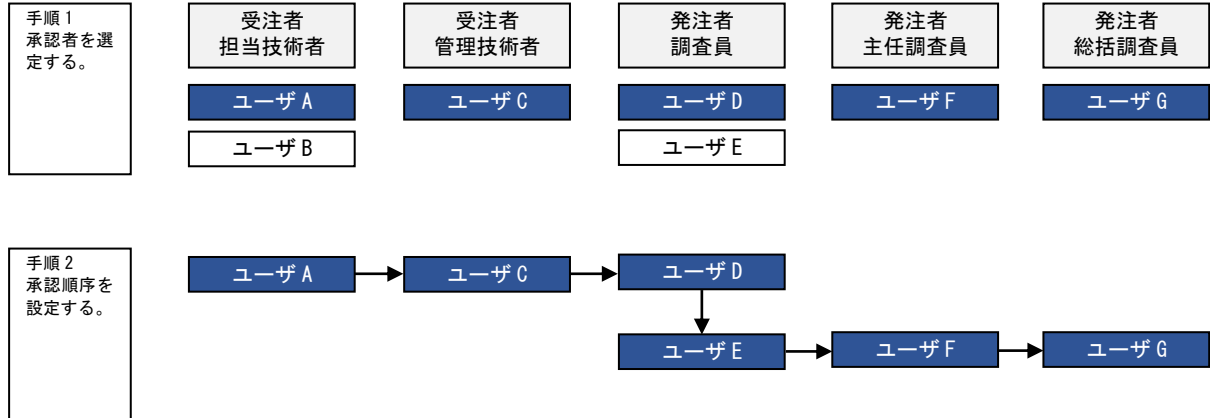 手順1
承認者を選
定する。
受注者
担当技術者
受注者
管理技術者
発注者
調査員
発注者
主任調査員
発注者
総括調査員
ユーザA
ユーザC
ユーザD
ユーザF
ユーザG
ユーザB
ユーザE
手順2
承認順序を
設定する。
ユーザA
ユーザC
ユーザD
ユーザE
ユーザF
ユーザG